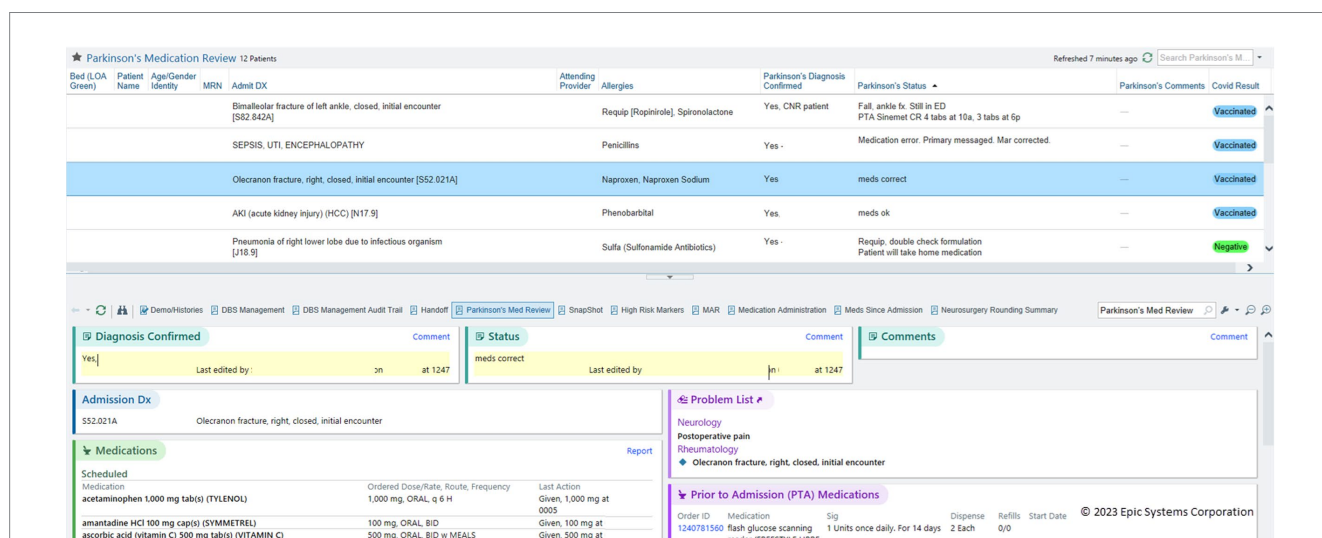 Parkinson's Medication Review 12 Patients
Refreshed 7 minutes ago
Search Parkinson's M...
Bed (LOA Green)
Patient Name
Age/Gender Identity
MRN
Admit DX
Attending Provider
Allergies
Parkinson's Diagnosis Confirmed
Parkinson's Status
Parkinson's Comments
Covid Result
Bimalleolar fracture of left ankle, closed, initial encounter
[S82.842A]
Requip [Ropinirole], Spironolactone
Yes, CNR patient
Fall, ankle fx. Still in ED
PTA Sinemet CR 4 tabs at 10a, 3 tabs at 6p
—
Vaccinated
SEPSIS, UTI, ENCEPHALOPATHY
Penicillins
Yes -
Medication error. Primary messaged. Mar corrected.
—
Vaccinated
Olecranon fracture, right, closed, initial encounter [S52.021A]
Naproxen, Naproxen Sodium
Yes
meds correct
—
Vaccinated
AKI (acute kidney injury) (HCC) [N17.9]
Phenobarbital
Yes.
meds ok
—
Vaccinated
Pneumonia of right lower lobe due to infectious organism
[J18.9]
Sulfa (Sulfonamide Antibiotics)
Yes -
Requip, double check formulation
Patient will take home medication
—
Negative
Demo/Histories
DBS Management
DBS Management Audit Trail
Handoff
Parkinson's Med Review
SnapShot
High Risk Markers
MAR
Medication Administration
Meds Since Admission
Neurosurgery Rounding Summary
Parkinson's Med Review
Diagnosis Confirmed
Comment
Yes,
Last edited by : on at 1247
Status
Comment
meds correct
Last edited by on at 1247
Comments
Comment
Admission Dx
S52.021A Olecranon fracture, right, closed, initial encounter
Medications
Report
Scheduled
Medication Ordered Dose/Rate, Route, Frequency Last Action
acetaminophen 1,000 mg tab(s) (TYLENOL) 1,000 mg, ORAL, q 6 H Given, 1,000 mg at
0005
amantadine HCl 100 mg cap(s) (SYMMETREL) 100 mg, ORAL, BID Given, 100 mg at
ascorbic acid (vitamin C) 500 mg tab(s) (VITAMIN C) 500 mg, ORAL, BID w MEALS Given, 500 mg at
Problem List
Neurology
Postoperative pain
Rheumatology
Olecranon fracture, right, closed, initial encounter
Prior to Admission (PTA) Medications
Order ID Medication Sig Dispense Refills Start Date
1240781560 flash glucose scanning 1 Units once daily. For 14 days 2 Each 0/0
© 2023 Epic Systems Corporation